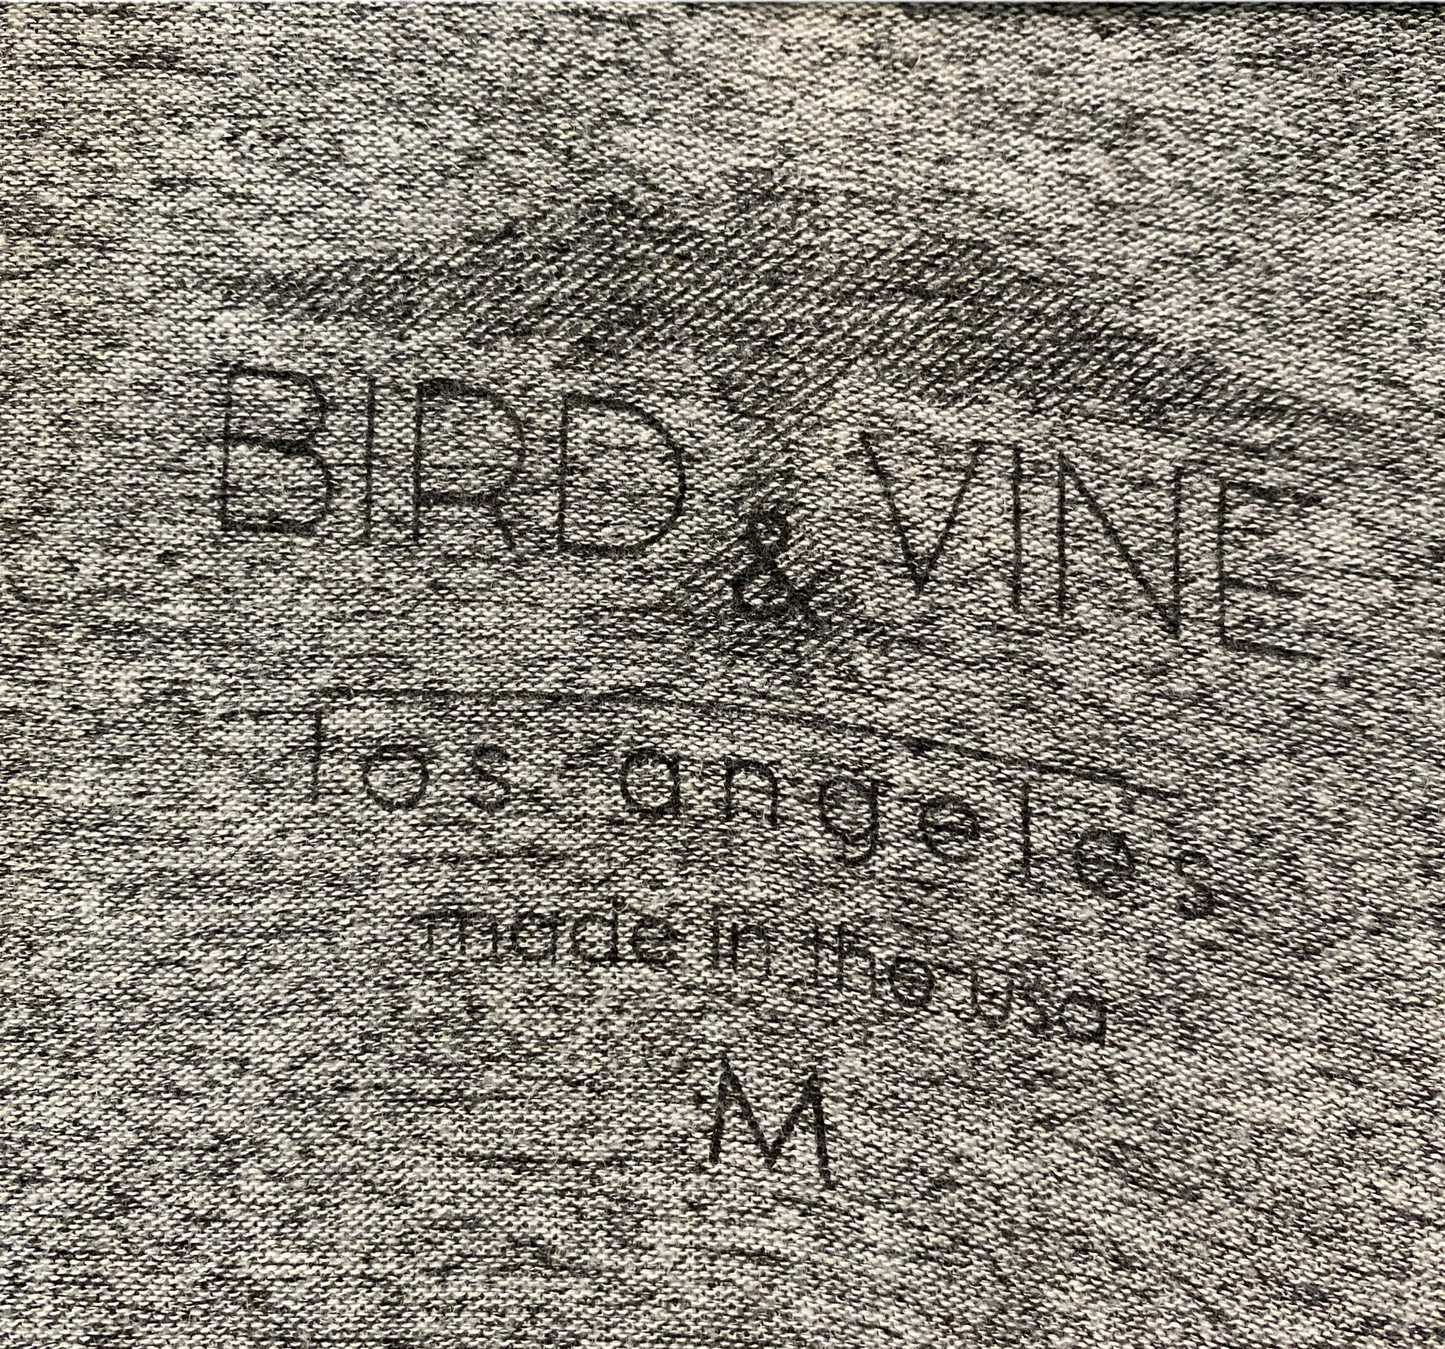 BIRD & VINE
los angeles
made in the usa
M